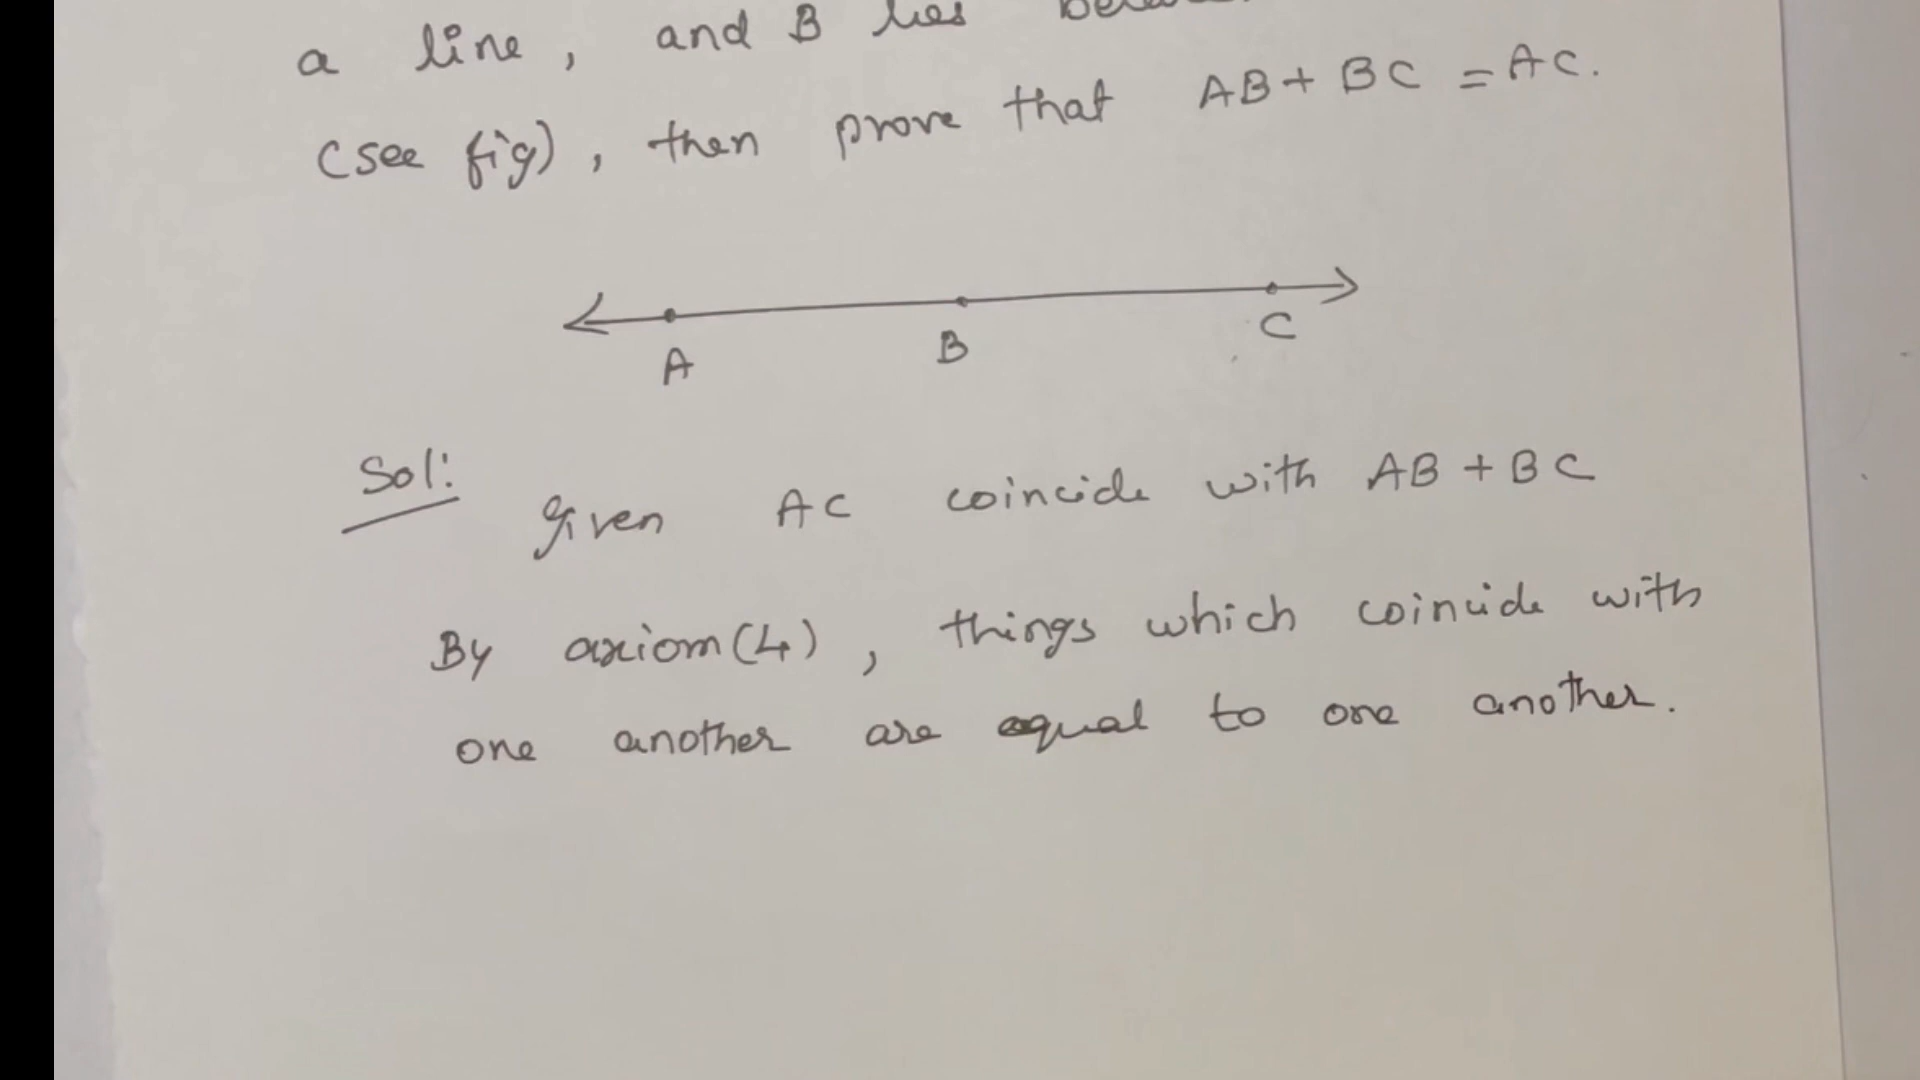 a line, and B lies
(see fig), then prove that AB + BC = AC.
A B C
Sol:
Given AC coincide with AB + BC
By axiom(4), things which coincide with
one another are equal to one another.